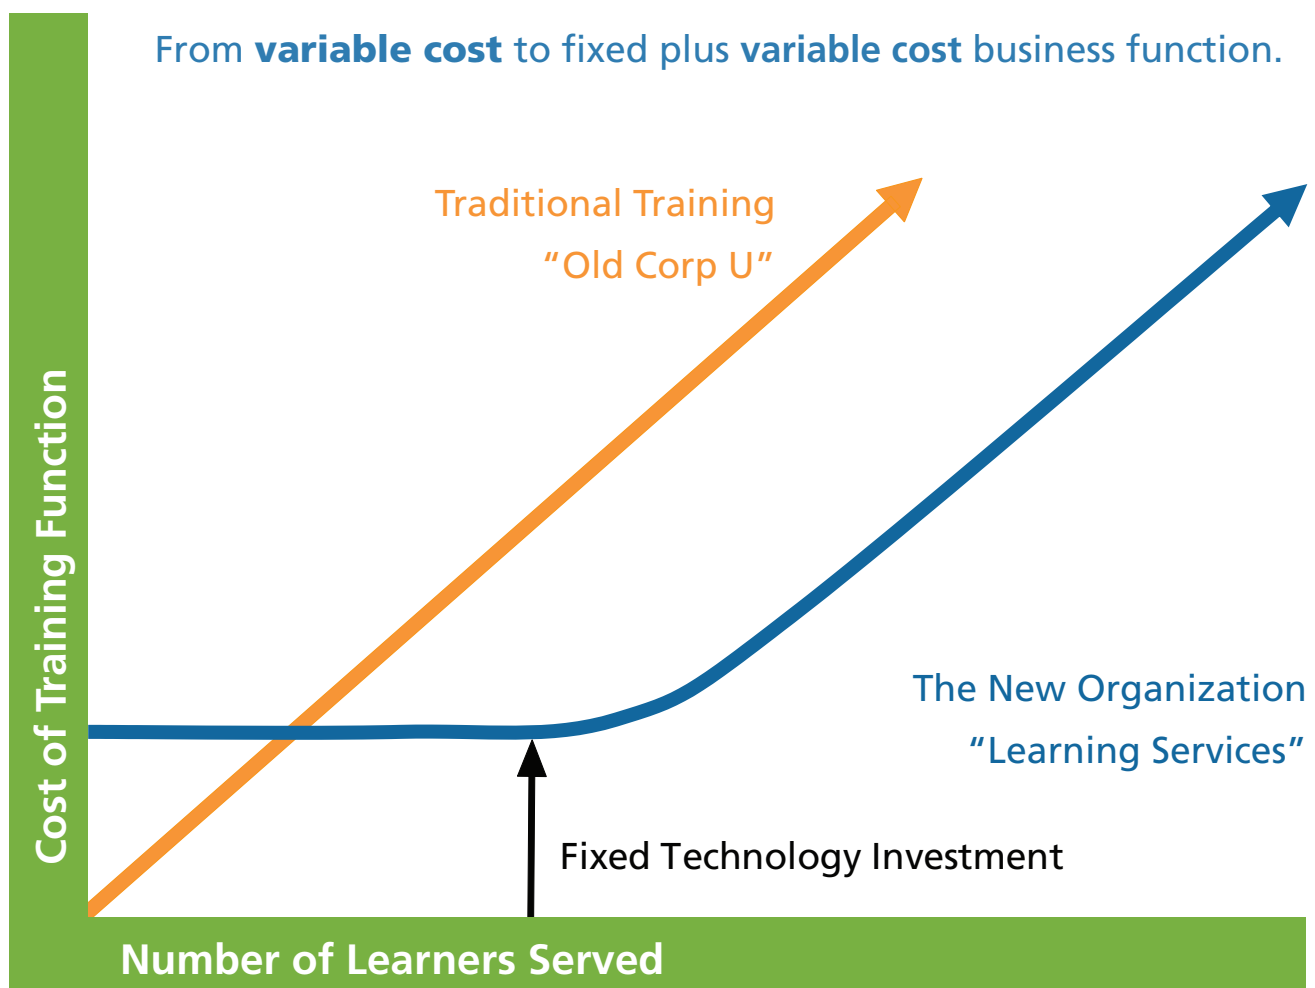 From variable cost to fixed plus variable cost business function.
Traditional Training
“Old Corp U”
Cost of Training Function
The New Organization
“Learning Services”
Fixed Technology Investment
Number of Learners Served